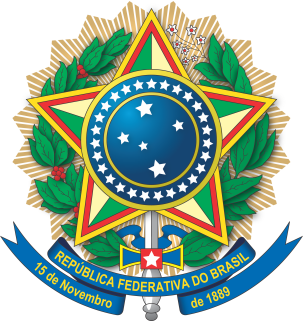 REPÚBLICA FEDERATIVA DO BRASIL
15 de Novembro
de 1889